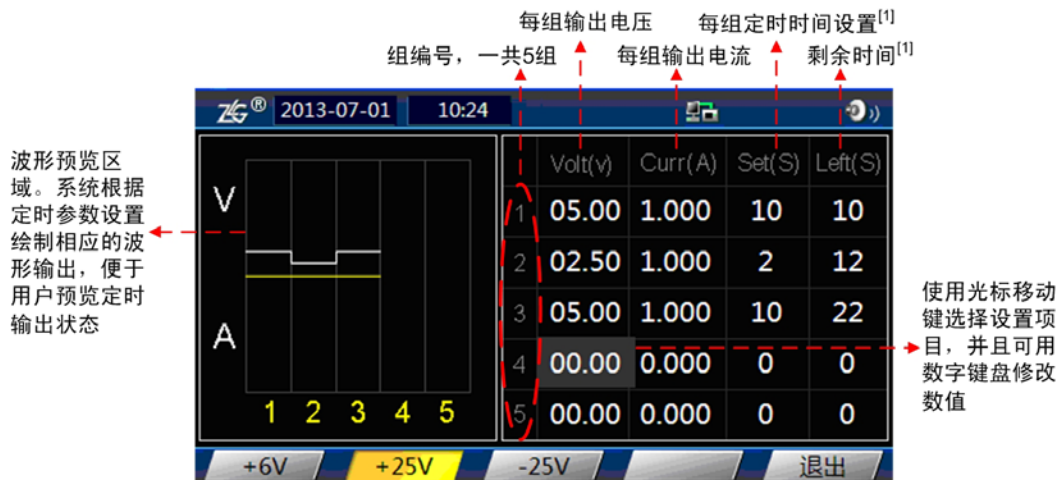 每组输出电压
每组定时时间设置[1]
组编号，一共5组
每组输出电流
剩余时间[1]
ZLG® 2013-07-01 10:24
波形预览区
域。系统根据
定时参数设置
绘制相应的波
形输出，便于
用户预览定时
输出状态
V
A
1 2 3 4 5
Volt(v) Curr(A) Set(S) Left(S)
1 05.00 1.000 10 10
2 02.50 1.000 2 12
3 05.00 1.000 10 22
4 00.00 0.000 0 0
5 00.00 0.000 0 0
使用光标移动
键选择设置项
目，并且可用
数字键盘修改
数值
+6V +25V -25V 退出